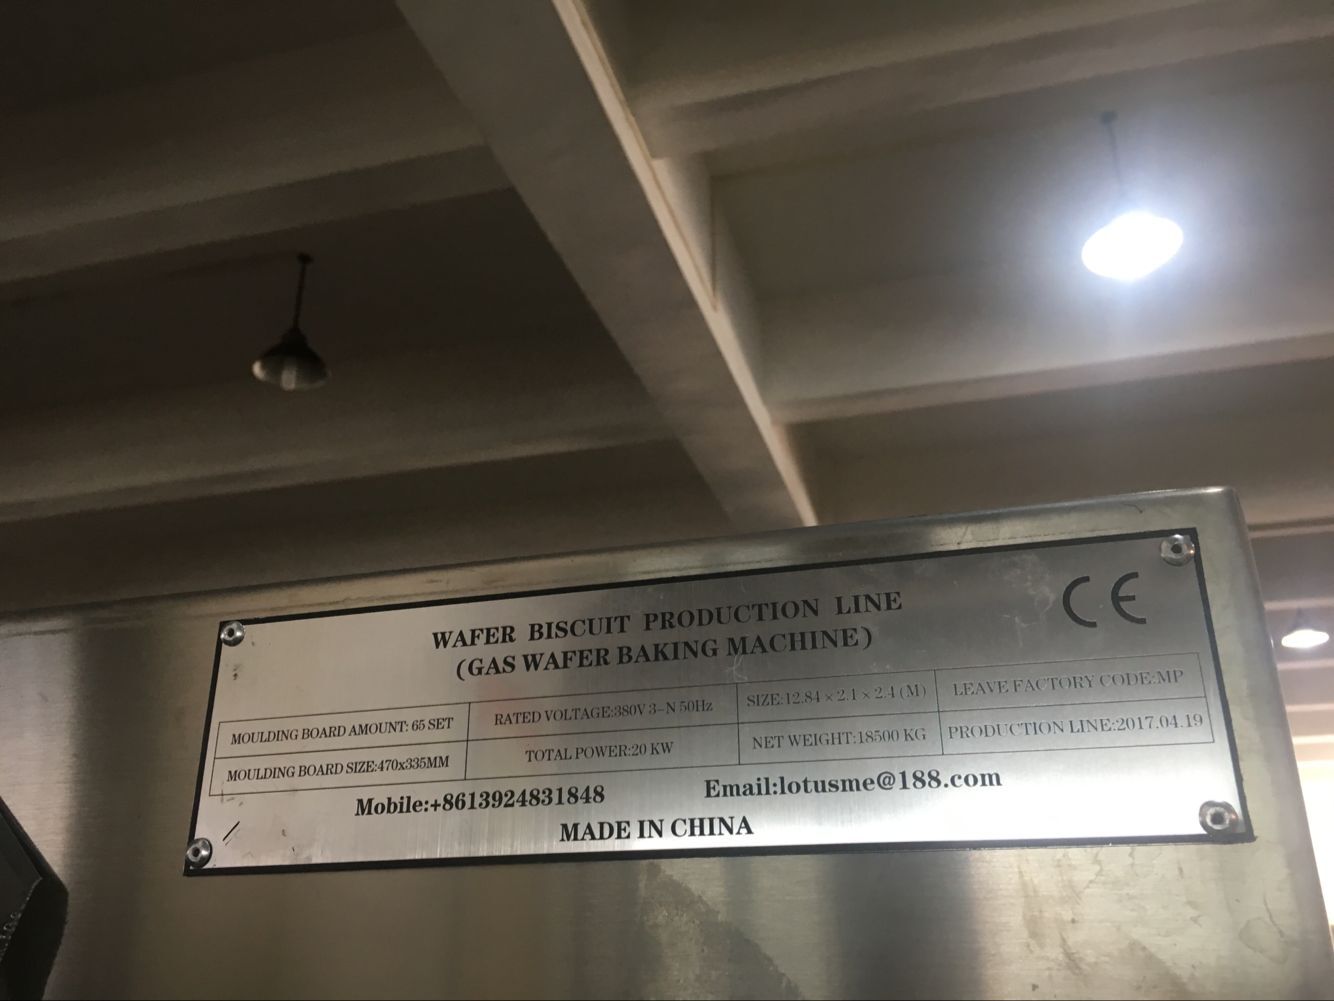 WAFER BISCUIT PRODUCTION LINE
(GAS WAFER BAKING MACHINE)
CE
MOULDING BOARD AMOUNT: 65 SET
RATED VOLTAGE:380V 3-N 50Hz
SIZE:12.84×2.1×2.4(M)
LEAVE FACTORY CODE:MP
MOULDING BOARD SIZE:470x335MM
TOTAL POWER:20 KW
NET WEIGHT:18500 KG
PRODUCTION LINE:2017.04.19
Mobile:+8613924831848
Email:lotusme@188.com
MADE IN CHINA